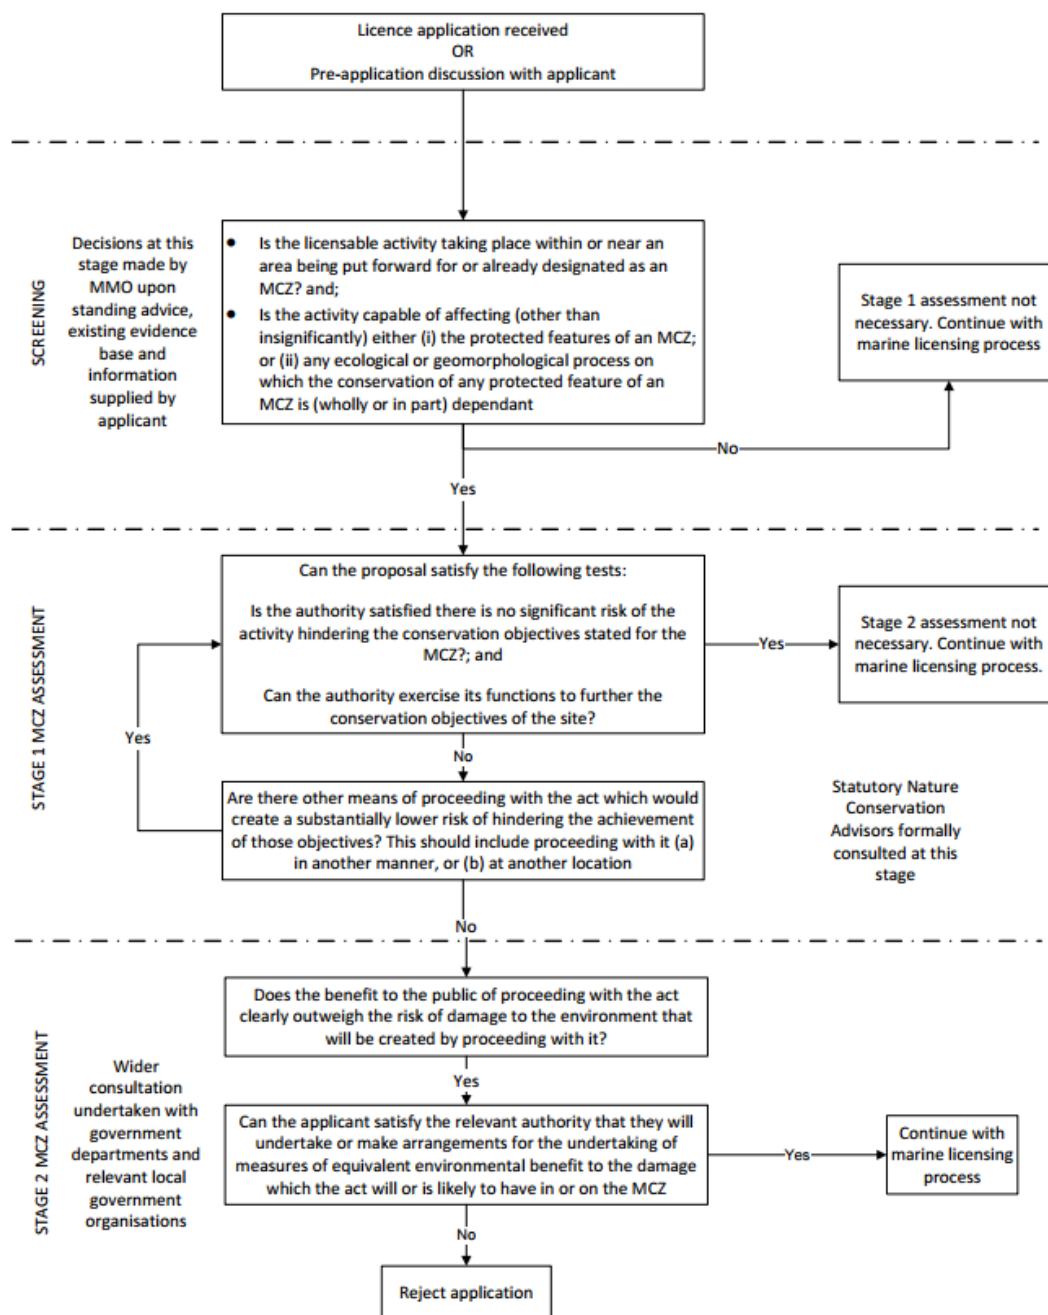 Licence application received
OR
Pre-application discussion with applicant
SCREENING
Decisions at this
stage made by
MMO upon
standing advice,
existing evidence
base and
information
supplied by
applicant
● Is the licensable activity taking place within or near an
area being put forward for or already designated as an
MCZ? and;
● Is the activity capable of affecting (other than
insignificantly) either (i) the protected features of an MCZ;
or (ii) any ecological or geomorphological process on
which the conservation of any protected feature of an
MCZ is (wholly or in part) dependant
Stage 1 assessment not
necessary. Continue with
marine licensing process
No
Yes
STAGE 1 MCZ ASSESSMENT
Can the proposal satisfy the following tests:
Is the authority satisfied there is no significant risk of the
activity hindering the conservation objectives stated for the
MCZ?; and
Can the authority exercise its functions to further the
conservation objectives of the site?
Yes
Stage 2 assessment not
necessary. Continue with
marine licensing process.
Yes
No
Are there other means of proceeding with the act which would
create a substantially lower risk of hindering the achievement
of those objectives? This should include proceeding with it (a)
in another manner, or (b) at another location
Statutory Nature
Conservation
Advisors formally
consulted at this
stage
No
STAGE 2 MCZ ASSESSMENT
Wider
consultation
undertaken with
government
departments and
relevant local
government
organisations
Does the benefit to the public of proceeding with the act
clearly outweigh the risk of damage to the environment that
will be created by proceeding with it?
Yes
Can the applicant satisfy the relevant authority that they will
undertake or make arrangements for the undertaking of
measures of equivalent environmental benefit to the damage
which the act will or is likely to have in or on the MCZ
Yes
Continue with
marine licensing
process
No
Reject application